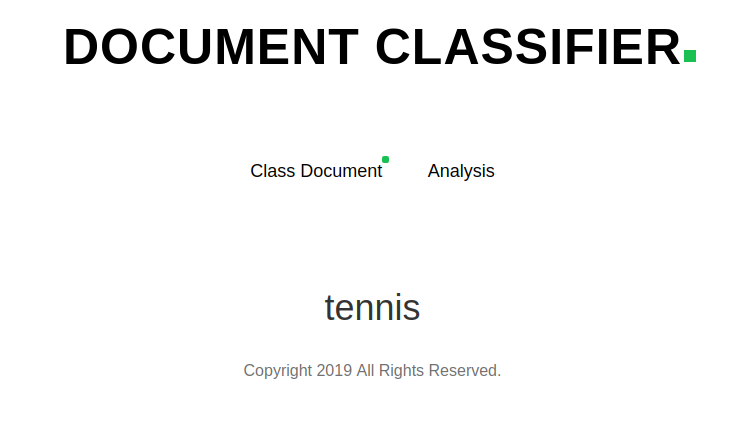 DOCUMENT CLASSIFIER.
Class Document Analysis
tennis
Copyright 2019 All Rights Reserved.